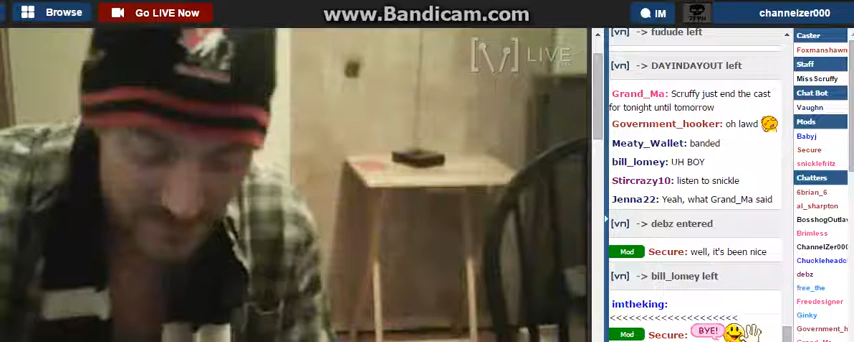 www.Bandicam.com
Browse
Go LIVE Now
IM
channelzer000
[\/] LIVE
[vn] -> fudude left
[vn] -> DAYINDAYOUT left
Grand_Ma: Scruffy just end the cast
for tonight until tomorrow
Government_hooker: oh lawd
Meaty_Wallet: banded
bill_lomey: UH BOY
Stircrazy10: listen to snickle
Jenna22: Yeah, what Grand_Ma said
[vn] -> debz entered
Mod Secure: well, it's been nice
[vn] -> bill_lomey left
imtheking:
<<<<<<<<<<<<<<<<<<<<
Mod Secure: BYE!
Caster
Foxmanshawn
Staff
MissScruffy
Chat Bot
Vaughn
Mods
Babyj
Secure
snicklefritz
Chatters
6brian_6
al_sharpton
BosshogOutlaw
Brimless
ChannelZer000
Chuckleheadc
debz
free_the
Freedesigner
Ginky
Government_h